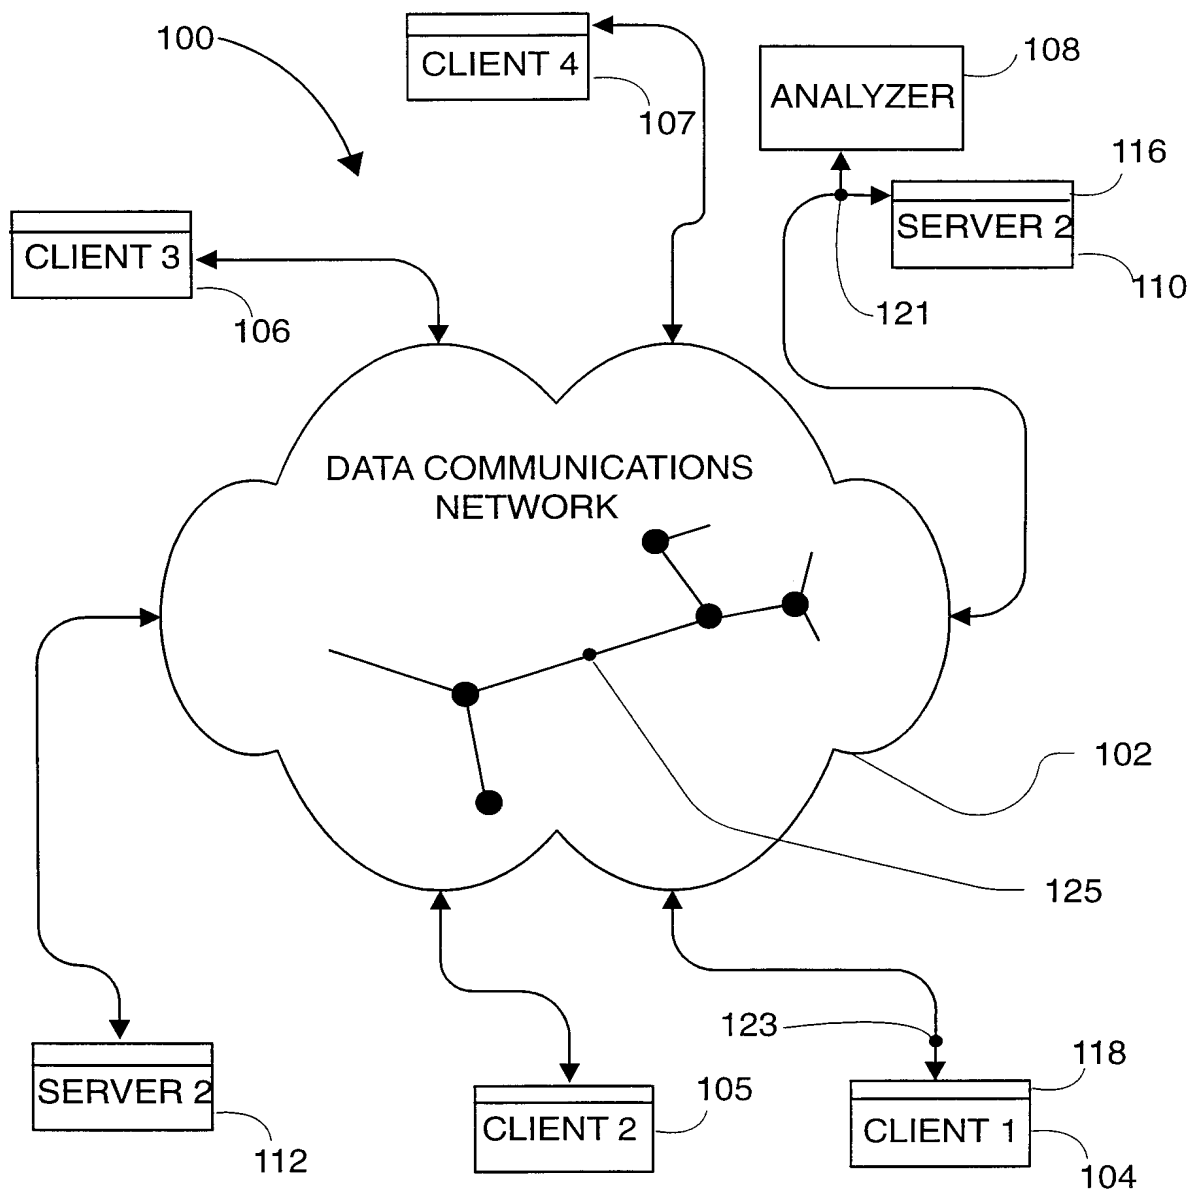 100
CLIENT 4
107
ANALYZER
108
116
SERVER 2
110
121
CLIENT 3
106
DATA COMMUNICATIONS
NETWORK
102
125
123
118
CLIENT 1
104
105
CLIENT 2
SERVER 2
112